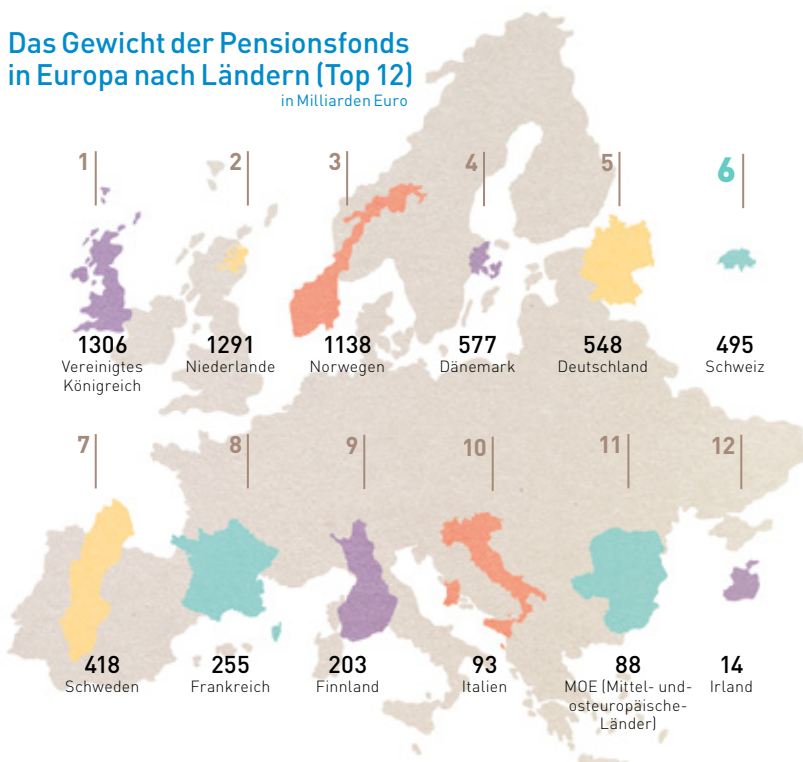 Das Gewicht der Pensionsfonds
in Europa nach Ländern (Top 12)
in Milliarden Euro
1
2
3
4
5
6
1306
Vereinigtes
Königreich
1291
Niederlande
1138
Norwegen
577
Dänemark
548
Deutschland
495
Schweiz
7
8
9
10
11
12
418
Schweden
255
Frankreich
203
Finnland
93
Italien
88
MOE (Mittel- und-
osteuropäische-
Länder)
14
Irland